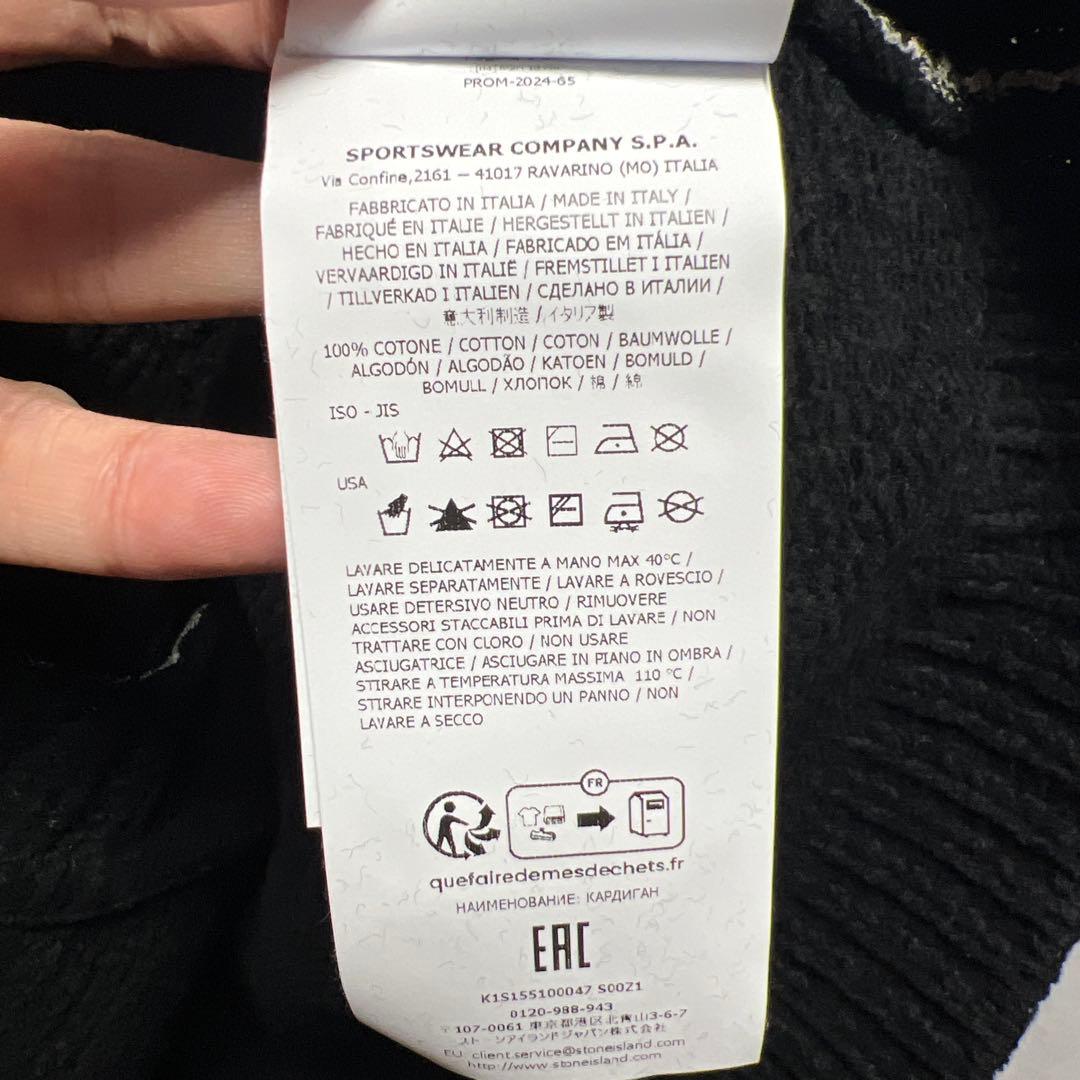 PROM-2024-65
SPORTSWEAR COMPANY S.P.A.
Via Confine,2161 – 41017 RAVARINO (MO) ITALIA
FABBRICATO IN ITALIA / MADE IN ITALY /
FABRIQUÉ EN ITALIE / HERGESTELLT IN ITALIEN /
HECHO EN ITALIA / FABRICADO EM ITÁLIA /
VERVAARDIGD IN ITALIË / FREMSTILLET I ITALIEN
/ TILLVERKAD I ITALIEN / СДЕЛАНО В ИТАЛИИ /
意大利制造 / イタリア製
100% COTONE / COTTON / COTON / BAUMWOLLE /
ALGODÓN / ALGODÃO / KATOEN / BOMULD /
BOMULL / ХЛОПОК / 棉 / 綿
ISO - JIS
USA
LAVARE DELICATAMENTE A MANO MAX 40°C /
LAVARE SEPARATAMENTE / LAVARE A ROVESCIO /
USARE DETERSIVO NEUTRO / RIMUOVERE
ACCESSORI STACCABILI PRIMA DI LAVARE / NON
TRATTARE CON CLORO / NON USARE
ASCIUGATRICE / ASCIUGARE IN PIANO IN OMBRA /
STIRARE A TEMPERATURA MASSIMA 110 °C /
STIRARE INTERPONENDO UN PANNO / NON
LAVARE A SECCO
FR
quefairedemesdechets.fr
НАИМЕНОВАНИЕ: КАРДИГАН
EAC
K1S155100047 S00Z1
0120-988-943
〒107-0061 東京都港区北青山3-6-7
ストーンアイランドジャパン株式会社
EU client.service@stoneisland.com
http://www.stoneisland.com